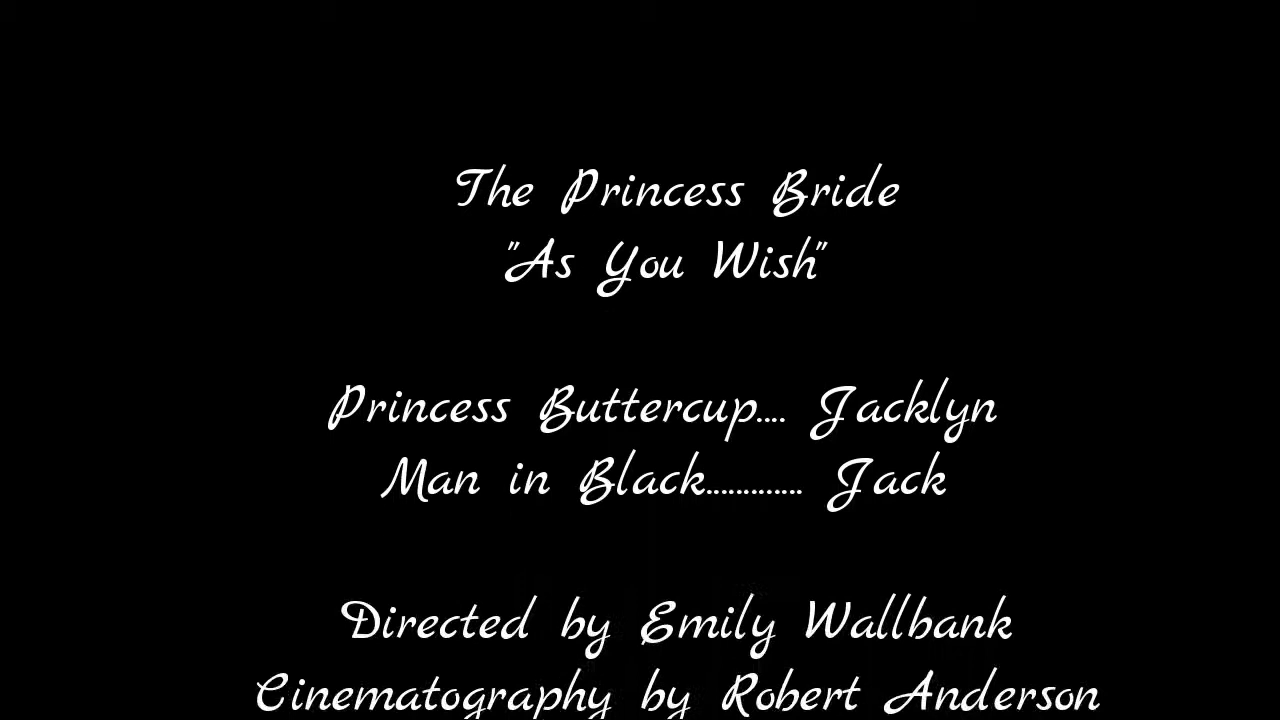 The Princess Bride
"As You Wish"
Princess Buttercup.... Jacklyn
Man in Black............. Jack
Directed by Emily Wallbank
Cinematography by Robert Anderson